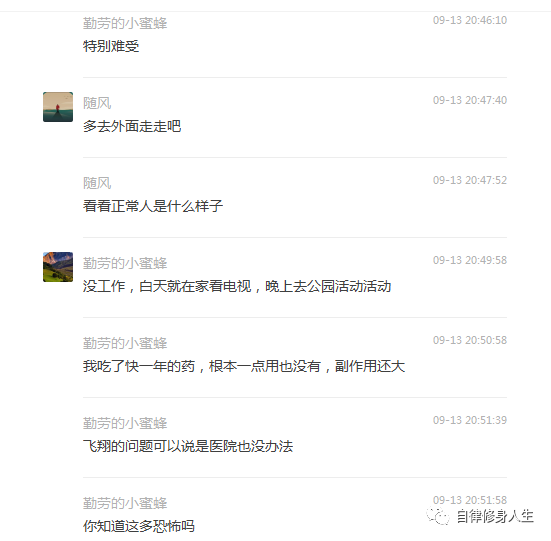 勤劳的小蜜蜂 09-13 20:46:10
特别难受
随风 09-13 20:47:40
多去外面走走吧
随风 09-13 20:47:52
看看正常人是什么样子
勤劳的小蜜蜂 09-13 20:49:58
没工作，白天就在家看电视，晚上去公园活动活动
勤劳的小蜜蜂 09-13 20:50:58
我吃了快一年的药，根本一点用也没有，副作用还大
勤劳的小蜜蜂 09-13 20:51:39
飞翔的问题可以说是医院也没办法
勤劳的小蜜蜂 09-13 20:51:58
你知道这多恐怖吗
自律修身人生